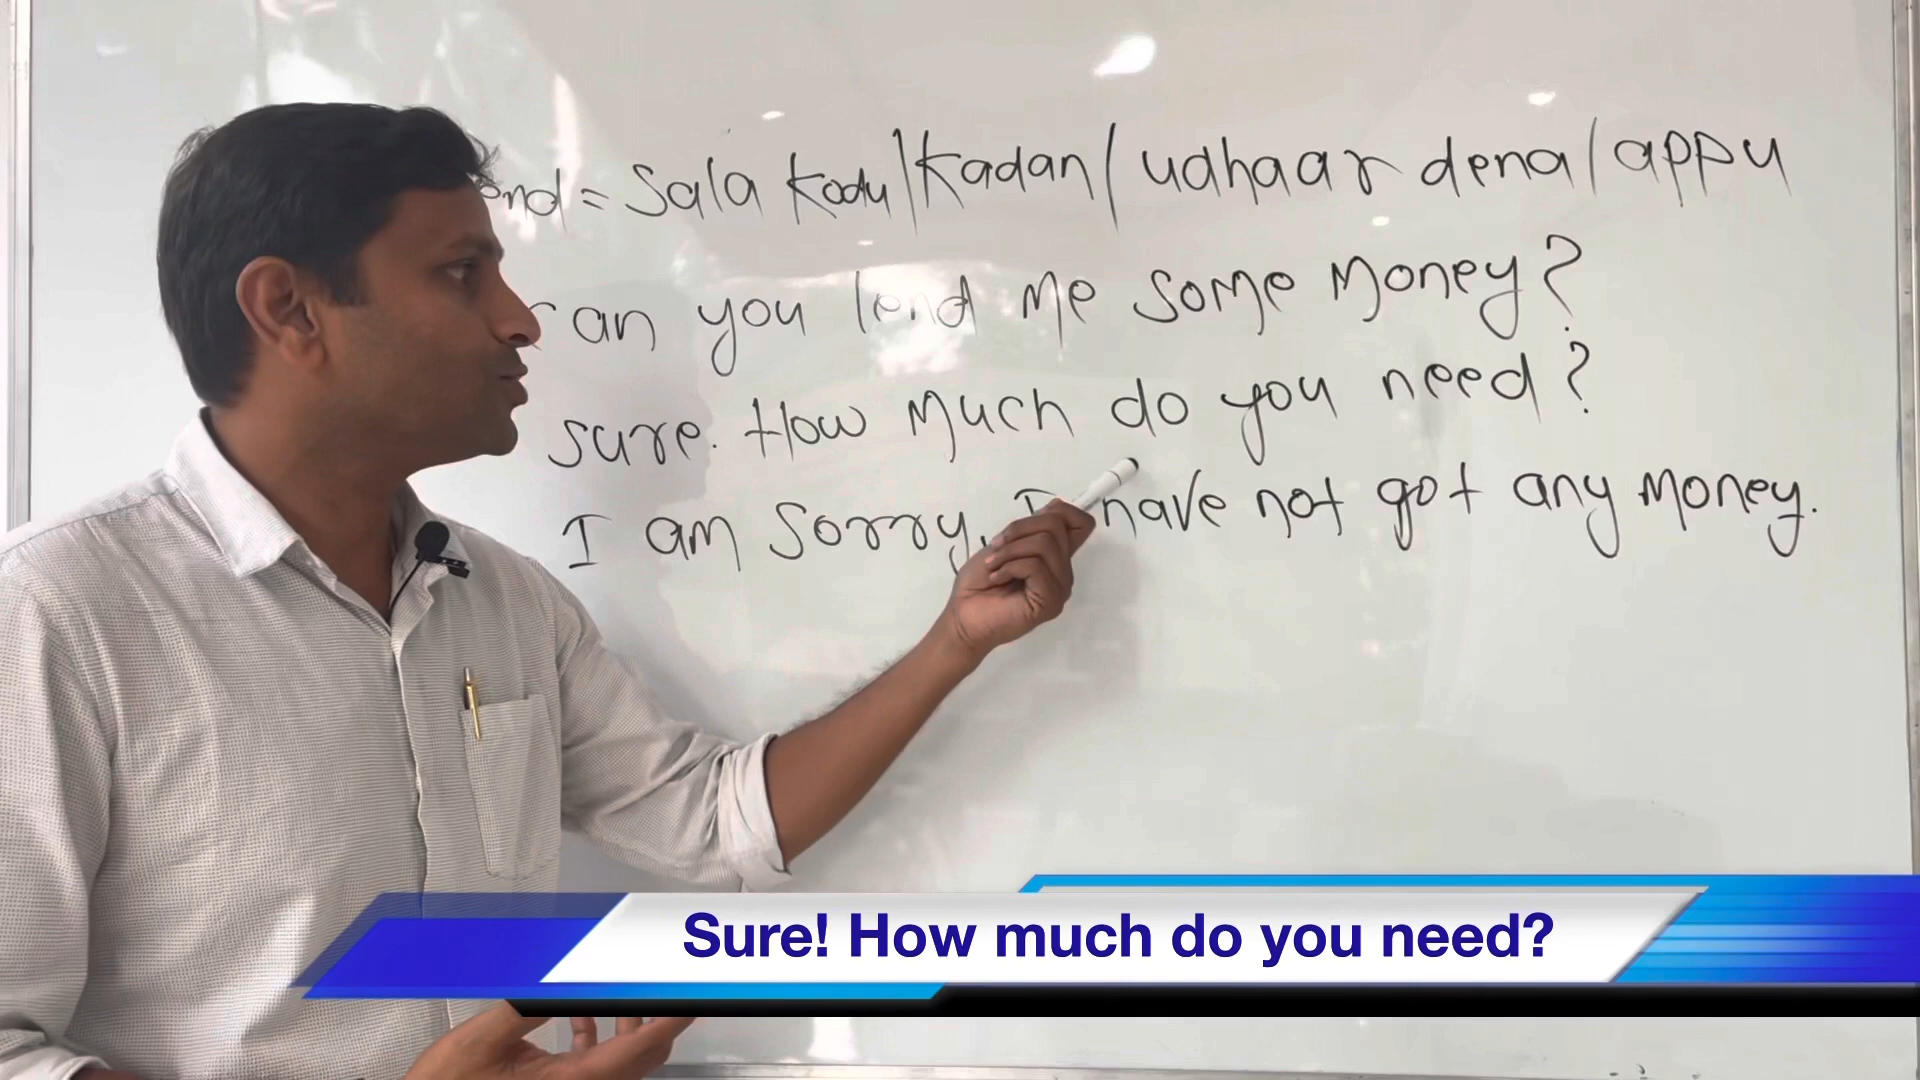 = Sala Kodu/Kadan/udhaar dena/appu
an you lend me some money?
sure. How much do you need?
I am sorry. I have not got any money.
Sure! How much do you need?